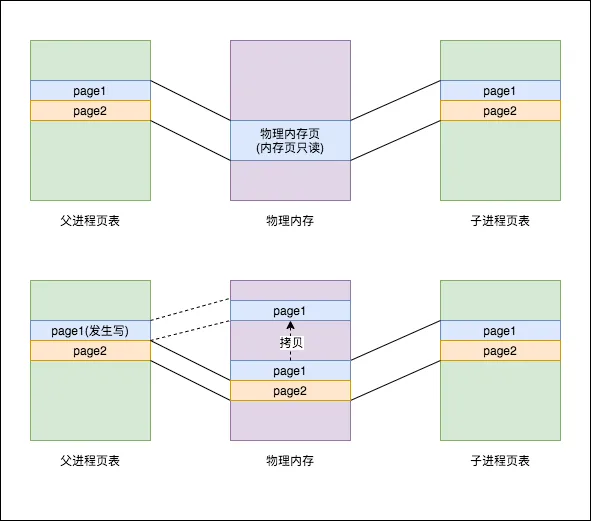 page1
page2
物理内存页
(内存页只读)
page1
page2
父进程页表
物理内存
子进程页表
page1(发生写)
page2
page1
拷贝
page1
page2
page1
page2
父进程页表
物理内存
子进程页表